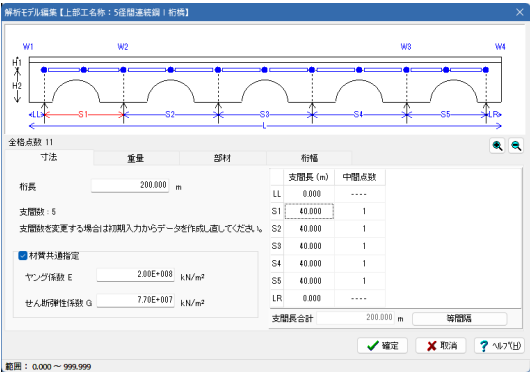 解析モデル編集【上部工名称：5径間連続鋼Ｉ桁橋】
W1 W2 W3 W4
H1
H2
LL S1 S2 S3 S4 S5 LR
L
全格点数 11
寸法 重量 部材 桁幅
桁長 200.000 m
支間数：5
支間数を変更する場合は初期入力からデータを作成し直してください。
材質共通指定
ヤング係数 E 2.00E+008 kN/m²
せん断弾性係数 G 7.70E+007 kN/m²
支間長(m) 中間点数
LL 0.000 ----
S1 40.000 1
S2 40.000 1
S3 40.000 1
S4 40.000 1
S5 40.000 1
LR 0.000 ----
支間長合計 200.000 m 等間隔
確定 取消 ヘルプ(H)
範囲： 0.000 ～ 999.999